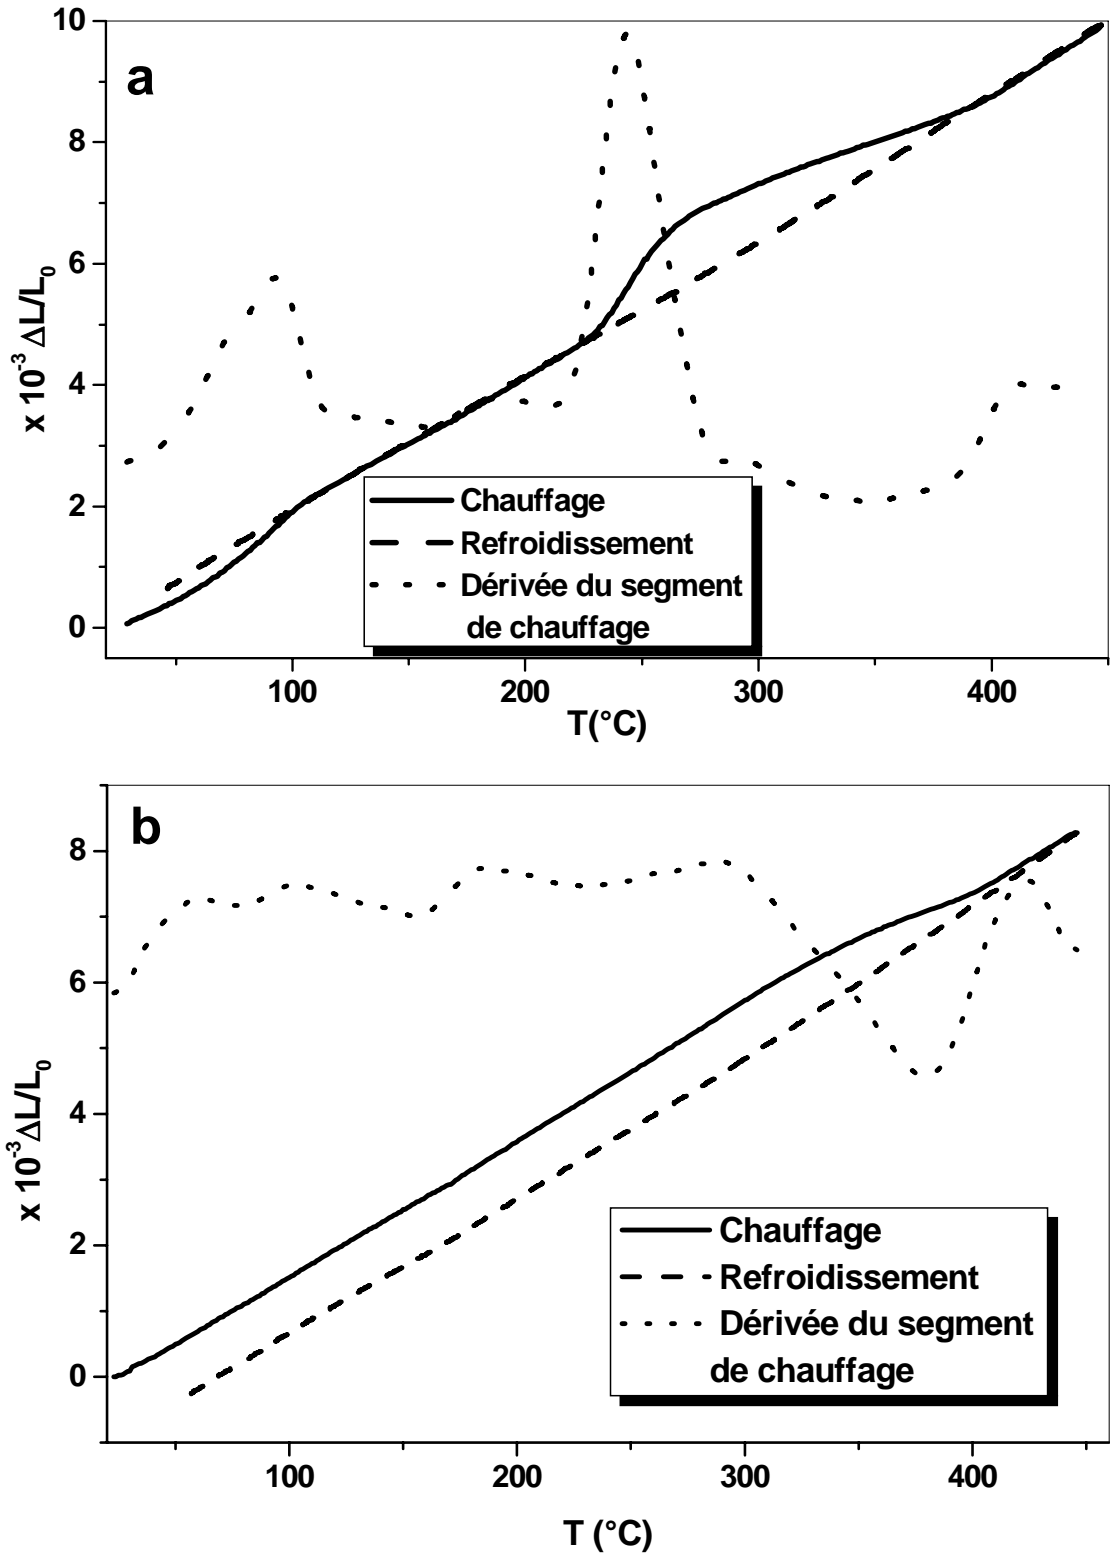 a
10
8
6
4
2
0
x 10-3 ΔL/L0
Chauffage
Refroidissement
Dérivée du segment
de chauffage
100 200 300 400
T(°C)
b
8
6
4
2
0
x 10-3 ΔL/L0
Chauffage
Refroidissement
Dérivée du segment
de chauffage
100 200 300 400
T (°C)